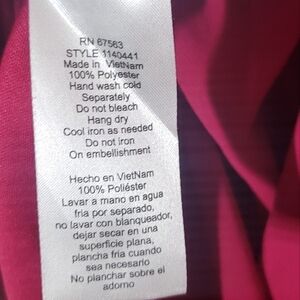 RN 67563
STYLE 1140441
Made in VietNam
100% Polyester
Hand wash cold
Separately
Do not bleach
Hang dry
Cool iron as needed
Do not iron
On embellishment
Hecho en VietNam
100% Poliéster
Lavar a mano en agua
fria por separado,
no lavar con blanqueador,
dejar secar en una
superficie plana,
plancha fria cuando
sea necesario
No planchar sobre el
adorno